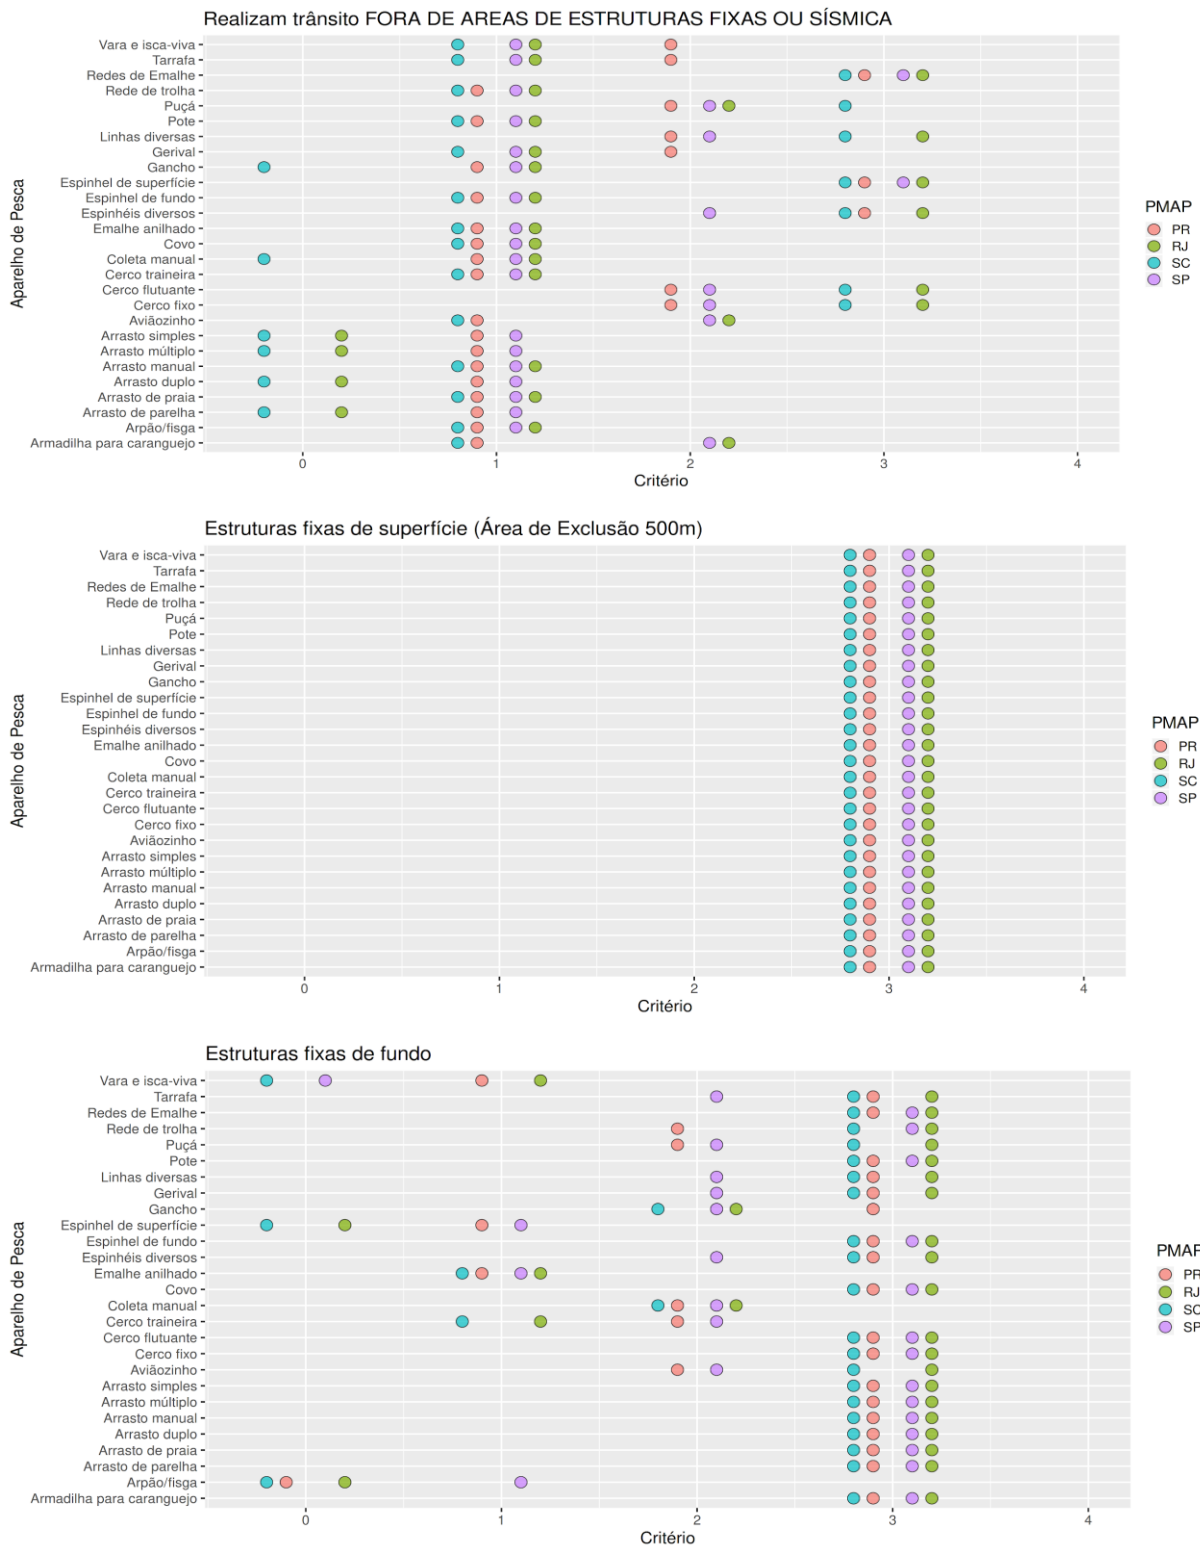 Realizam trânsito FORA DE AREAS DE ESTRUTURAS FIXAS OU SÍSMICA
Vara e isca-viva
Tarrafa
Redes de Emalhe
Rede de trolha
Puçá
Pote
Linhas diversas
Gerival
Gancho
Espinhel de superfície
Espinhel de fundo
Espinhéis diversos
Emalhe anilhado
Covo
Coleta manual
Cerco traineira
Cerco flutuante
Cerco fixo
Aviãozinho
Arrasto simples
Arrasto múltiplo
Arrasto manual
Arrasto duplo
Arrasto de praia
Arrasto de parelha
Arpão/fisga
Armadilha para caranguejo
Aparelho de Pesca
0 1 2 3 4
Critério
PMAP
PR
RJ
SC
SP
Estruturas fixas de superfície (Área de Exclusão 500m)
Vara e isca-viva
Tarrafa
Redes de Emalhe
Rede de trolha
Puçá
Pote
Linhas diversas
Gerival
Gancho
Espinhel de superfície
Espinhel de fundo
Espinhéis diversos
Emalhe anilhado
Covo
Coleta manual
Cerco traineira
Cerco flutuante
Cerco fixo
Aviãozinho
Arrasto simples
Arrasto múltiplo
Arrasto manual
Arrasto duplo
Arrasto de praia
Arrasto de parelha
Arpão/fisga
Armadilha para caranguejo
Aparelho de Pesca
0 1 2 3 4
Critério
PMAP
PR
RJ
SC
SP
Estruturas fixas de fundo
Vara e isca-viva
Tarrafa
Redes de Emalhe
Rede de trolha
Puçá
Pote
Linhas diversas
Gerival
Gancho
Espinhel de superfície
Espinhel de fundo
Espinhéis diversos
Emalhe anilhado
Covo
Coleta manual
Cerco traineira
Cerco flutuante
Cerco fixo
Aviãozinho
Arrasto simples
Arrasto múltiplo
Arrasto manual
Arrasto duplo
Arrasto de praia
Arrasto de parelha
Arpão/fisga
Armadilha para caranguejo
Aparelho de Pesca
0 1 2 3 4
Critério
PMAP
PR
RJ
SC
SP